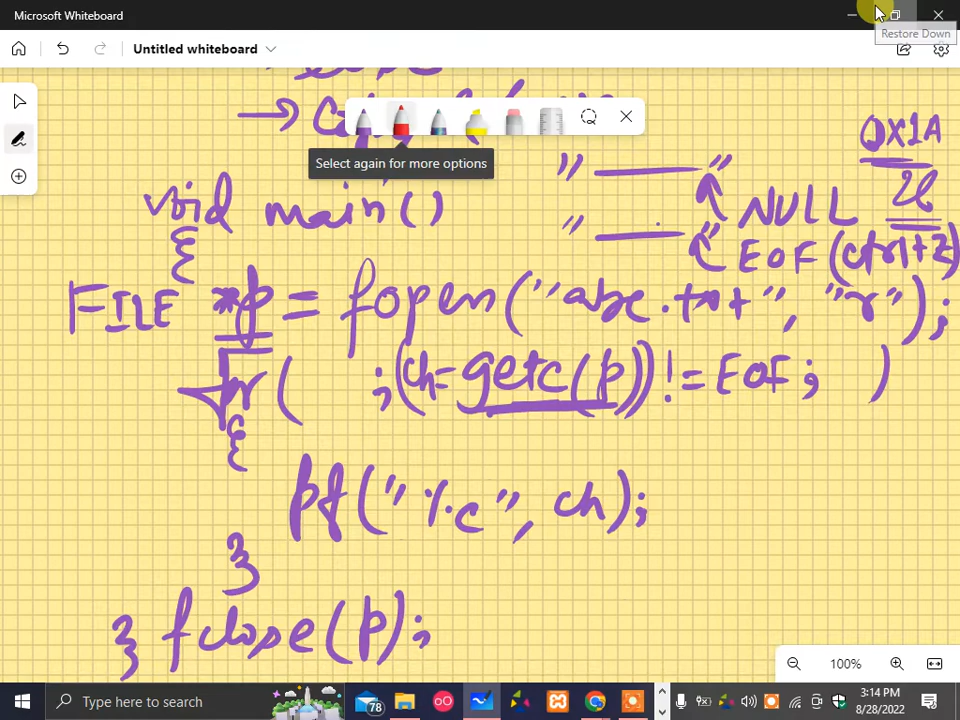 Microsoft Whiteboard
Restore Down
Untitled whiteboard
Select again for more options
0X1A
" ——— "
void main() NULL 26
" ——— " EOF (ctrl+Z)
{
FILE *p = fopen("abc.txt", "r");
for( ;(ch=getc(p))!=EOF; )
{
pf("%c", ch);
}
} fclose(p);
100%
Type here to search
78
3:14 PM
8/28/2022